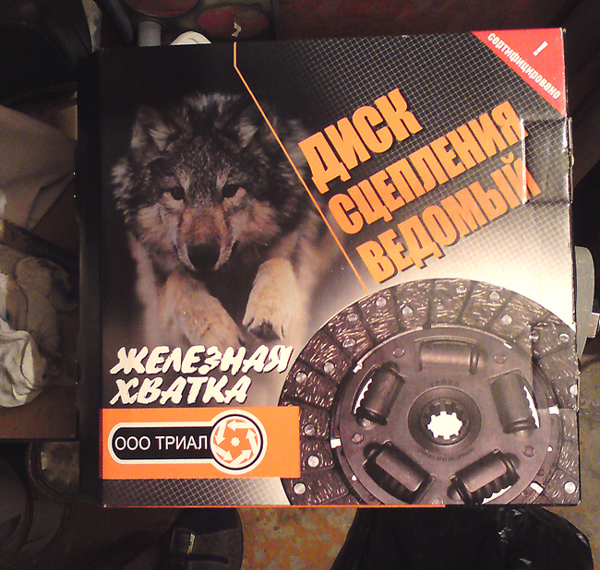 !
сертифицировано
ДИСК
СЦЕПЛЕНИЯ
ВЕДОМЫЙ
ЖЕЛЕЗНАЯ
ХВАТКА
ООО ТРИАЛ